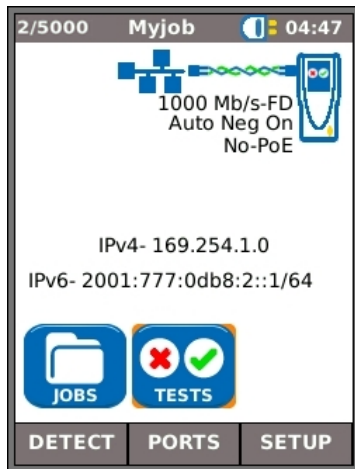 2/5000 Myjob 04:47
1000 Mb/s-FD
Auto Neg On
No-PoE
IPv4- 169.254.1.0
IPv6- 2001:777:0db8:2::1/64
JOBS TESTS
DETECT PORTS SETUP